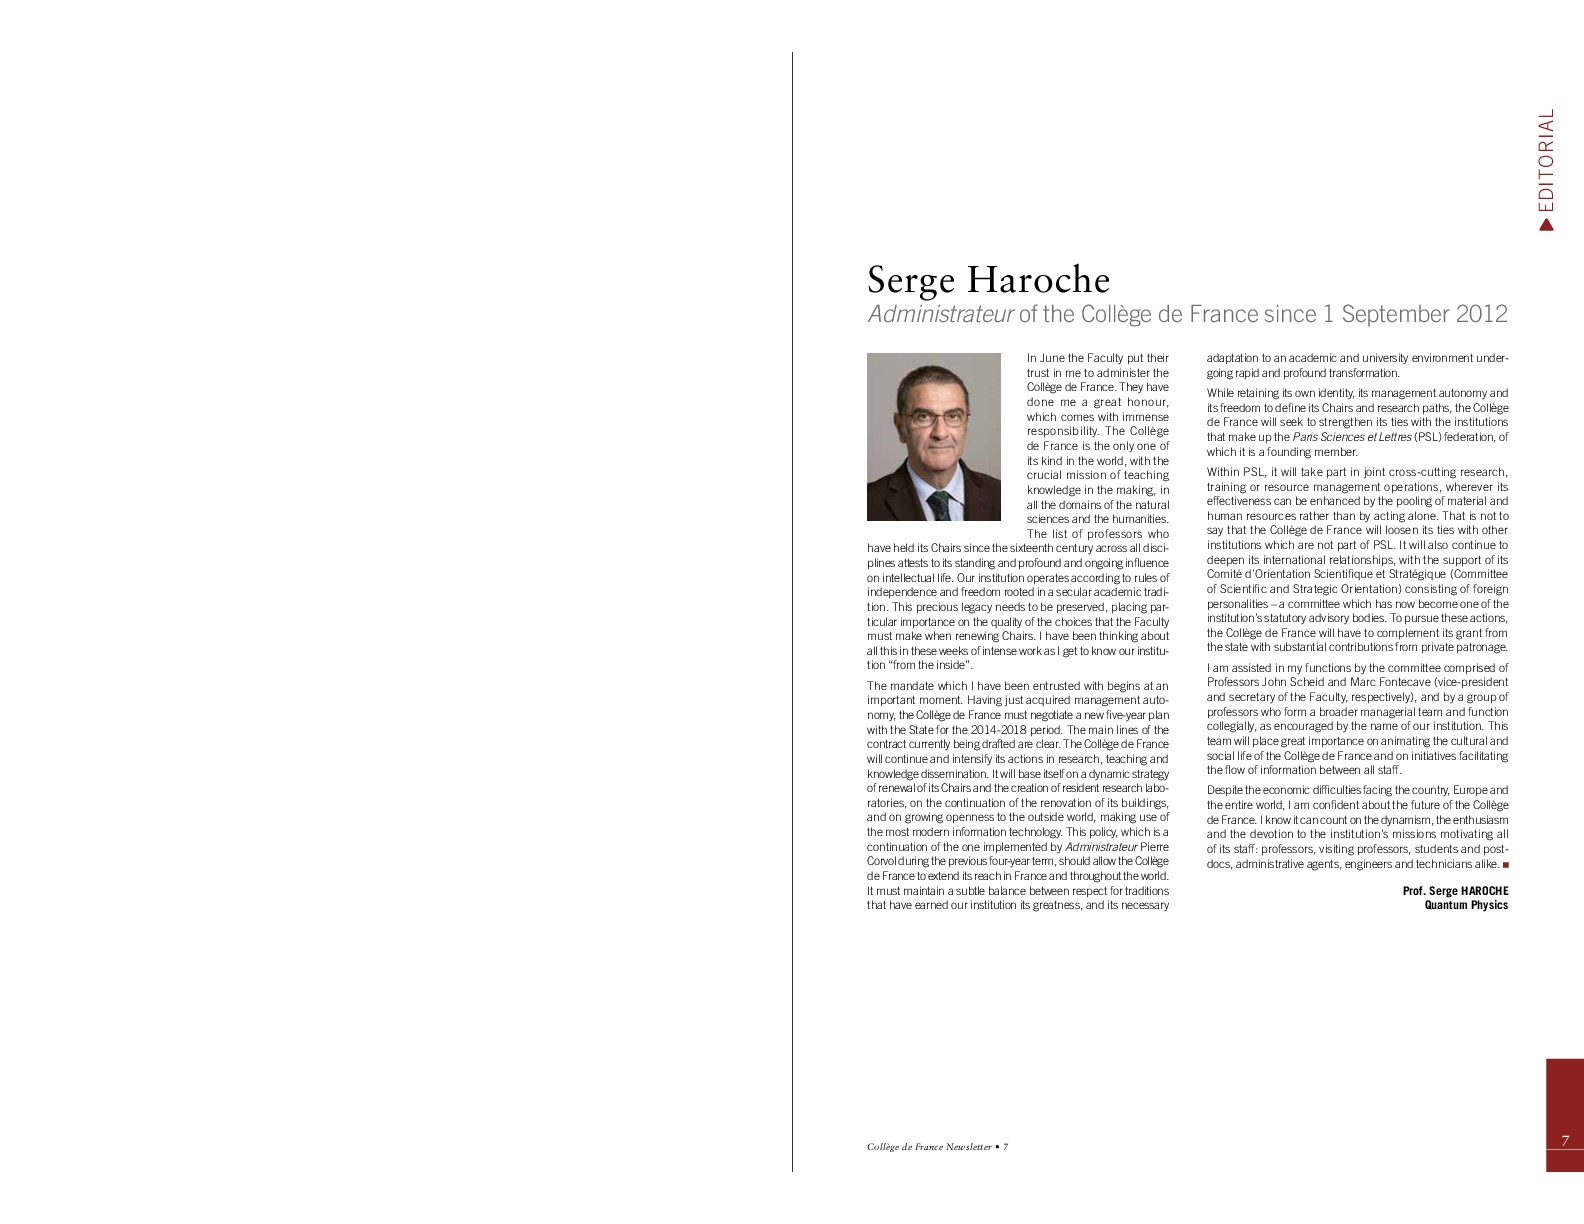 EDITORIAL
Serge Haroche
Administrateur of the Collège de France since 1 September 2012
In June the Faculty put their
trust in me to administer the
Collège de France. They have
done me a great honour,
which comes with immense
responsibility. The Collège
de France is the only one of
its kind in the world, with the
crucial mission of teaching
knowledge in the making, in
all the domains of the natural
sciences and the humanities.
The list of professors who
have held its Chairs since the sixteenth century across all disci-
plines attests to its standing and profound and ongoing influence
on intellectual life. Our institution operates according to rules of
independence and freedom rooted in a secular academic tradi-
tion. This precious legacy needs to be preserved, placing par-
ticular importance on the quality of the choices that the Faculty
must make when renewing Chairs. I have been thinking about
all this in these weeks of intense work as I get to know our institu-
tion “from the inside”.
The mandate which I have been entrusted with begins at an
important moment. Having just acquired management auto-
nomy, the Collège de France must negotiate a new five-year plan
with the State for the 2014-2018 period. The main lines of the
contract currently being drafted are clear. The Collège de France
will continue and intensify its actions in research, teaching and
knowledge dissemination. It will base itself on a dynamic strategy
of renewal of its Chairs and the creation of resident research labo-
ratories, on the continuation of the renovation of its buildings,
and on growing openness to the outside world, making use of
the most modern information technology. This policy, which is a
continuation of the one implemented by Administrateur Pierre
Corvol during the previous four-year term, should allow the Collège
de France to extend its reach in France and throughout the world.
It must maintain a subtle balance between respect for traditions
that have earned our institution its greatness, and its necessary
adaptation to an academic and university environment under-
going rapid and profound transformation.
While retaining its own identity, its management autonomy and
its freedom to define its Chairs and research paths, the Collège
de France will seek to strengthen its ties with the institutions
that make up the Paris Sciences et Lettres (PSL) federation, of
which it is a founding member.
Within PSL, it will take part in joint cross-cutting research,
training or resource management operations, wherever its
effectiveness can be enhanced by the pooling of material and
human resources rather than by acting alone. That is not to
say that the Collège de France will loosen its ties with other
institutions which are not part of PSL. It will also continue to
deepen its international relationships, with the support of its
Comité d’Orientation Scientifique et Stratégique (Committee
of Scientific and Strategic Orientation) consisting of foreign
personalities – a committee which has now become one of the
institution’s statutory advisory bodies. To pursue these actions,
the Collège de France will have to complement its grant from
the state with substantial contributions from private patronage.
I am assisted in my functions by the committee comprised of
Professors John Scheid and Marc Fontecave (vice-president
and secretary of the Faculty, respectively), and by a group of
professors who form a broader managerial team and function
collegially, as encouraged by the name of our institution. This
team will place great importance on animating the cultural and
social life of the Collège de France and on initiatives facilitating
the flow of information between all staff.
Despite the economic difficulties facing the country, Europe and
the entire world, I am confident about the future of the Collège
de France. I know it can count on the dynamism, the enthusiasm
and the devotion to the institution’s missions motivating all
of its staff: professors, visiting professors, students and post-
docs, administrative agents, engineers and technicians alike.
Prof. Serge HAROCHE
Quantum Physics
Collège de France Newsletter • 7
7